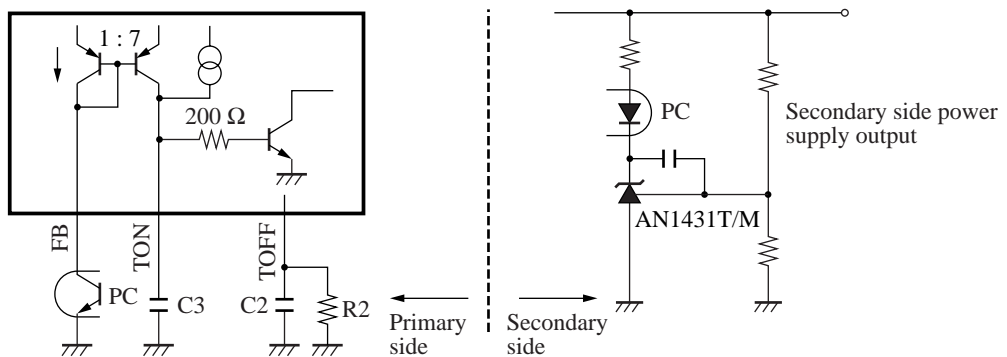 1 : 7
200 Ω
PC
Secondary side power
supply output
AN1431T/M
FB
TON
TOFF
PC
C3
C2
R2
Primary
side
Secondary
side